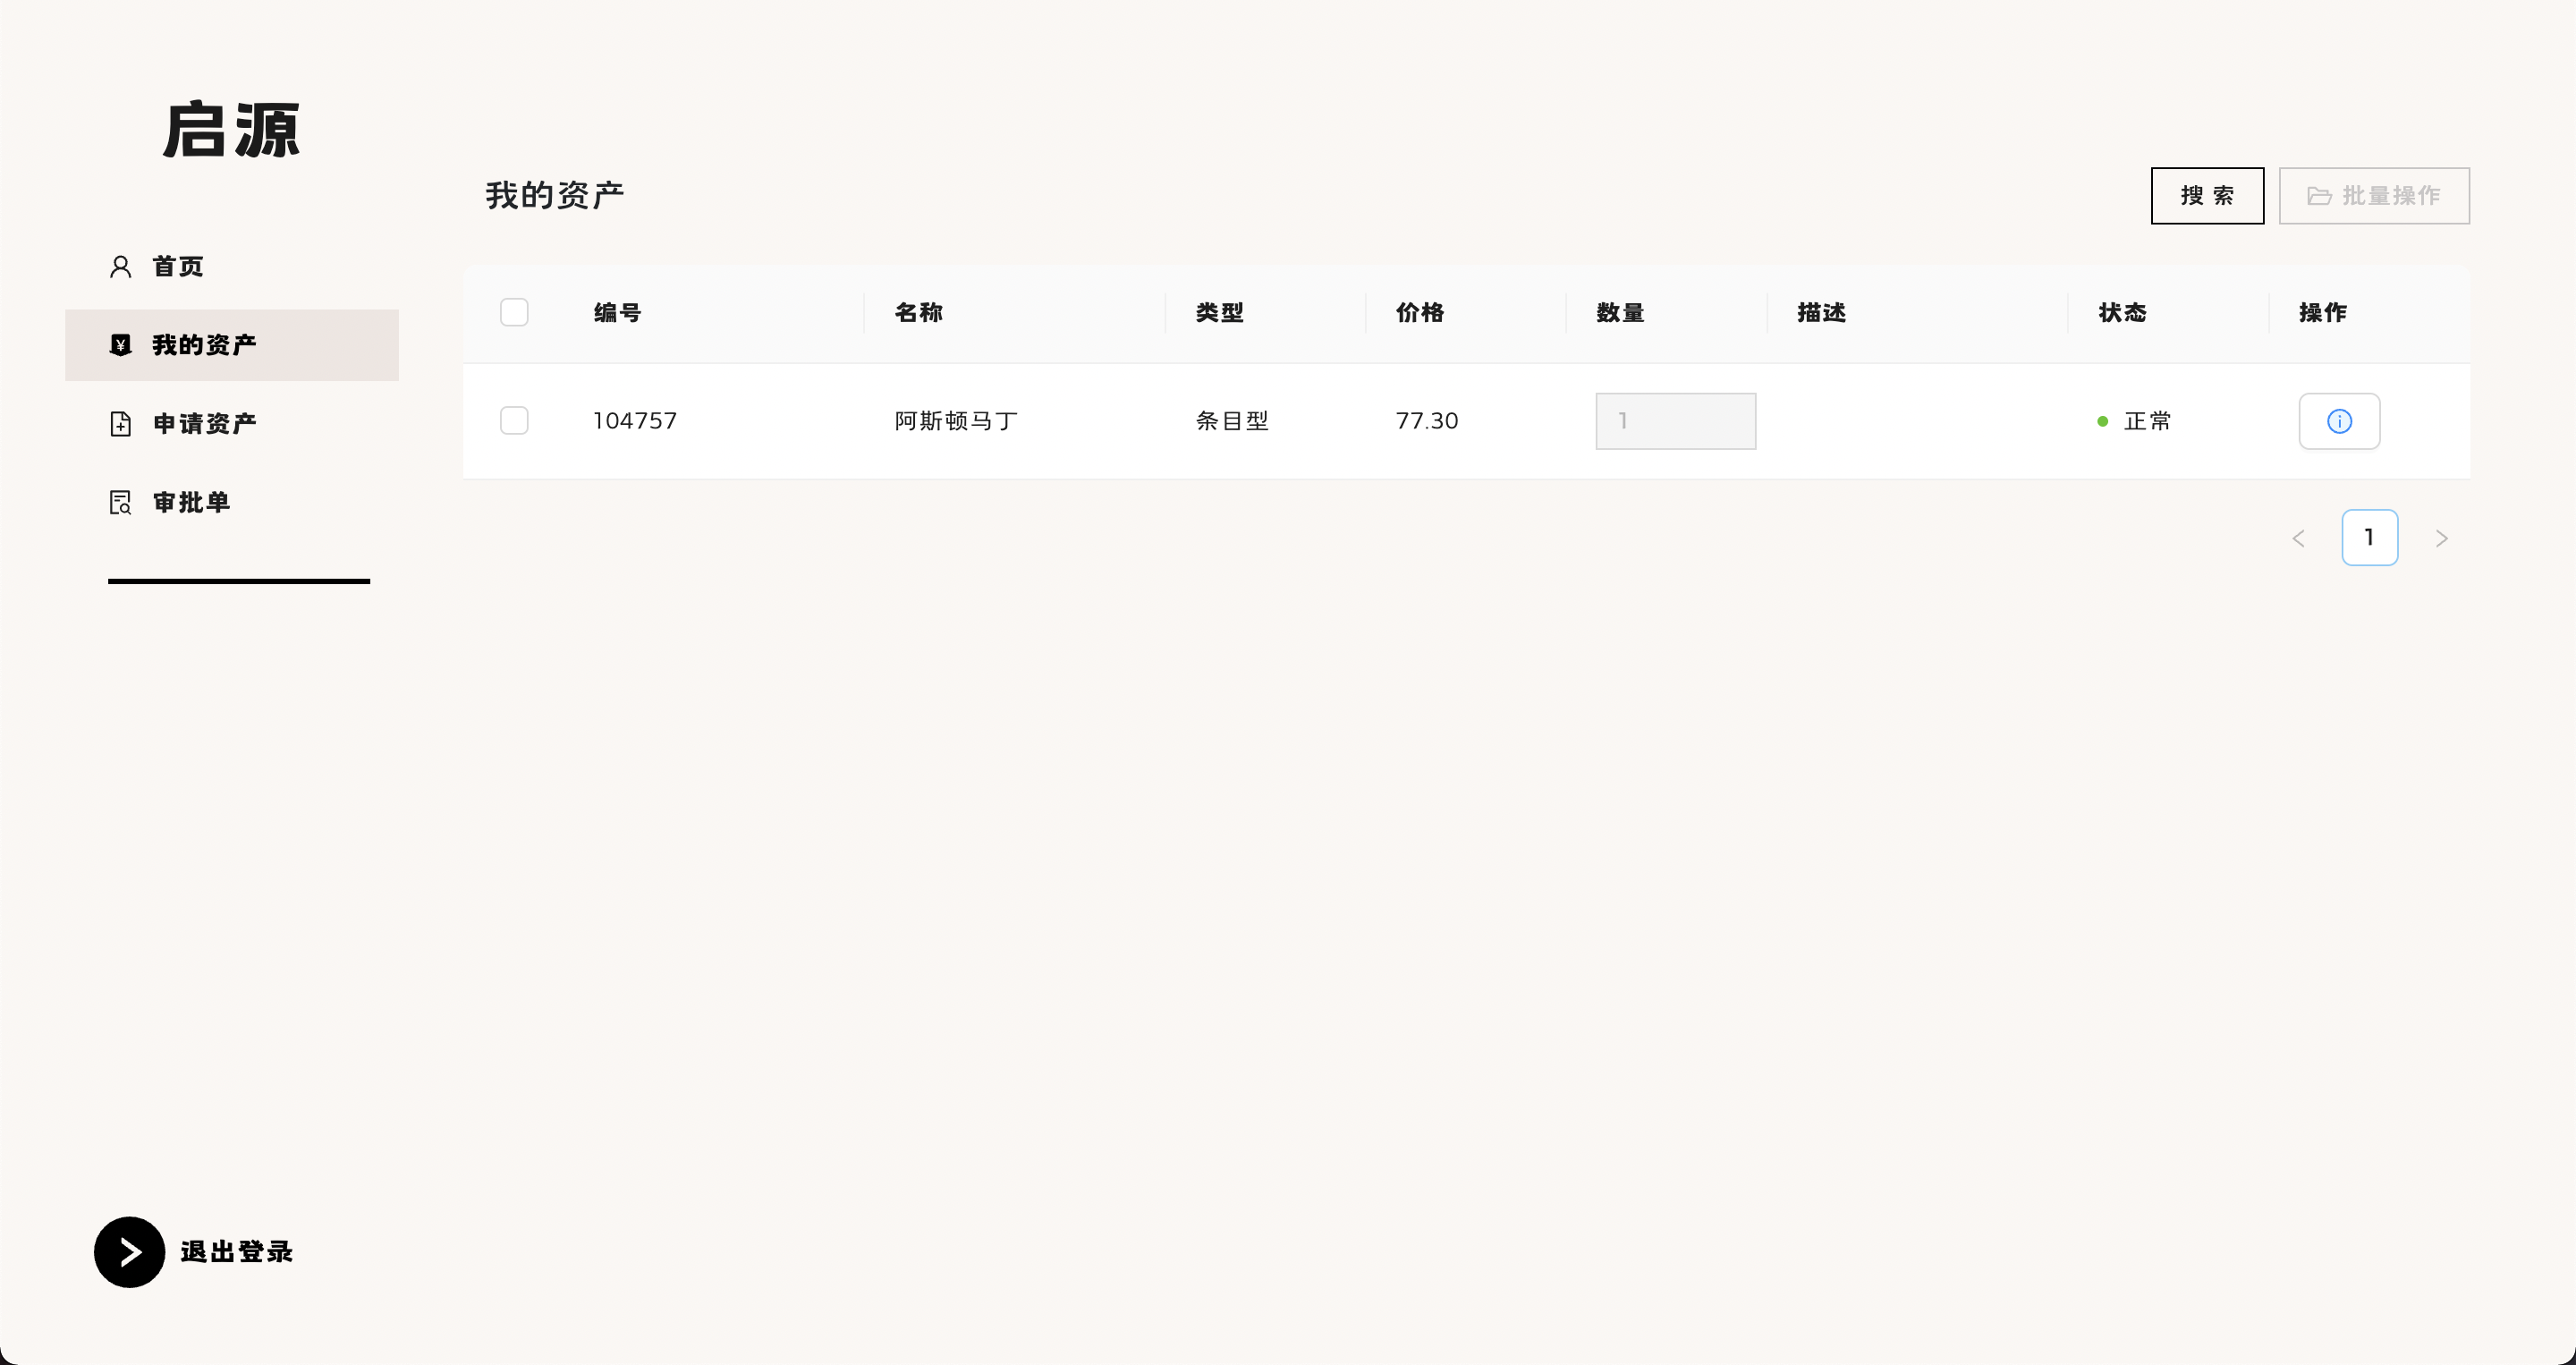 启源
首页
我的资产
申请资产
审批单
退出登录
我的资产
搜 索 批量操作
编号 名称 类型 价格 数量 描述 状态 操作
104757 阿斯顿马丁 条目型 77.30 1 正常
1